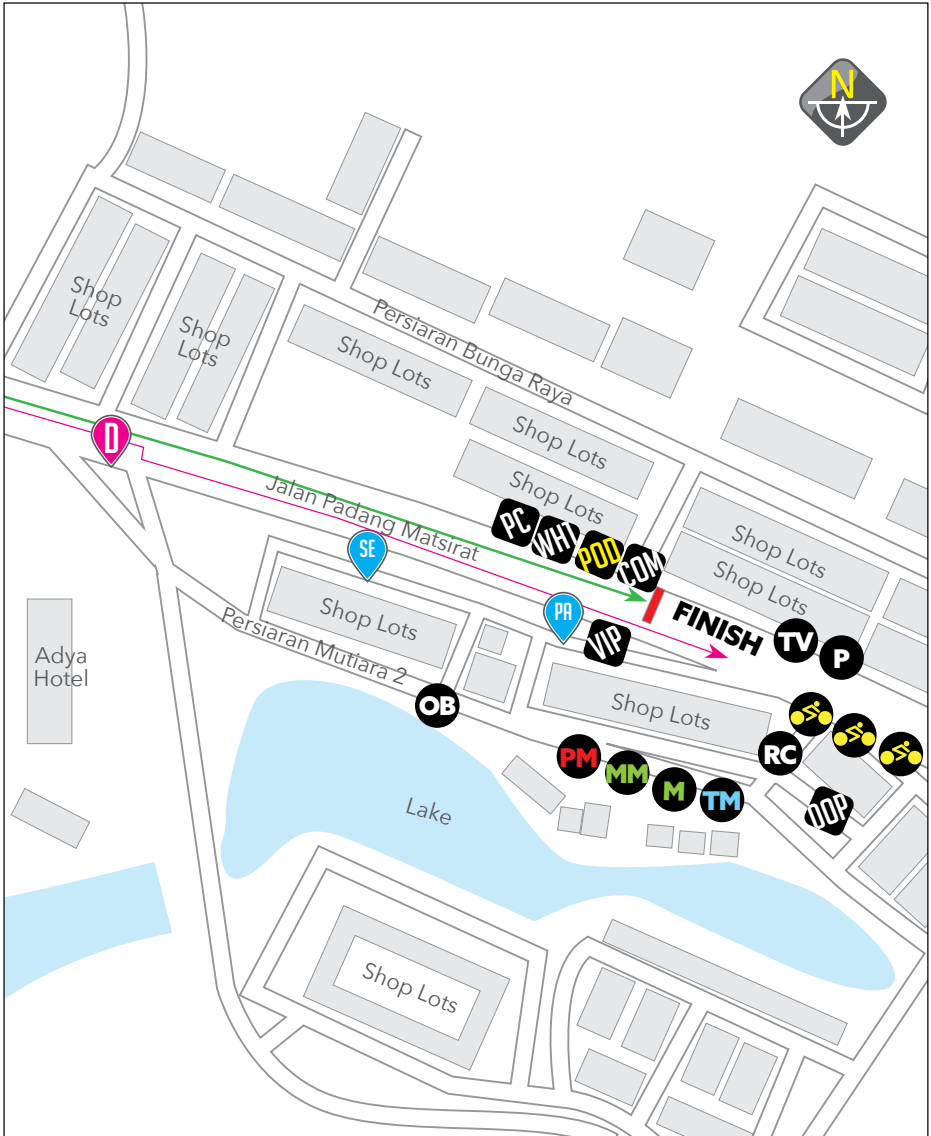 N
Shop
Lots
Shop
Lots
Persiaran Bunga Raya
Shop Lots
Shop Lots
D
Shop Lots
Jalan Padang Matsirat
PC
WHT
POD
COM
Shop Lots
SE
Shop Lots
PA
FINISH
Shop Lots
VIP
TV
P
Persiaran Mutiara 2
Adya
Hotel
OB
Shop Lots
RC
PM
MM
M
TM
DOP
Lake
Shop Lots